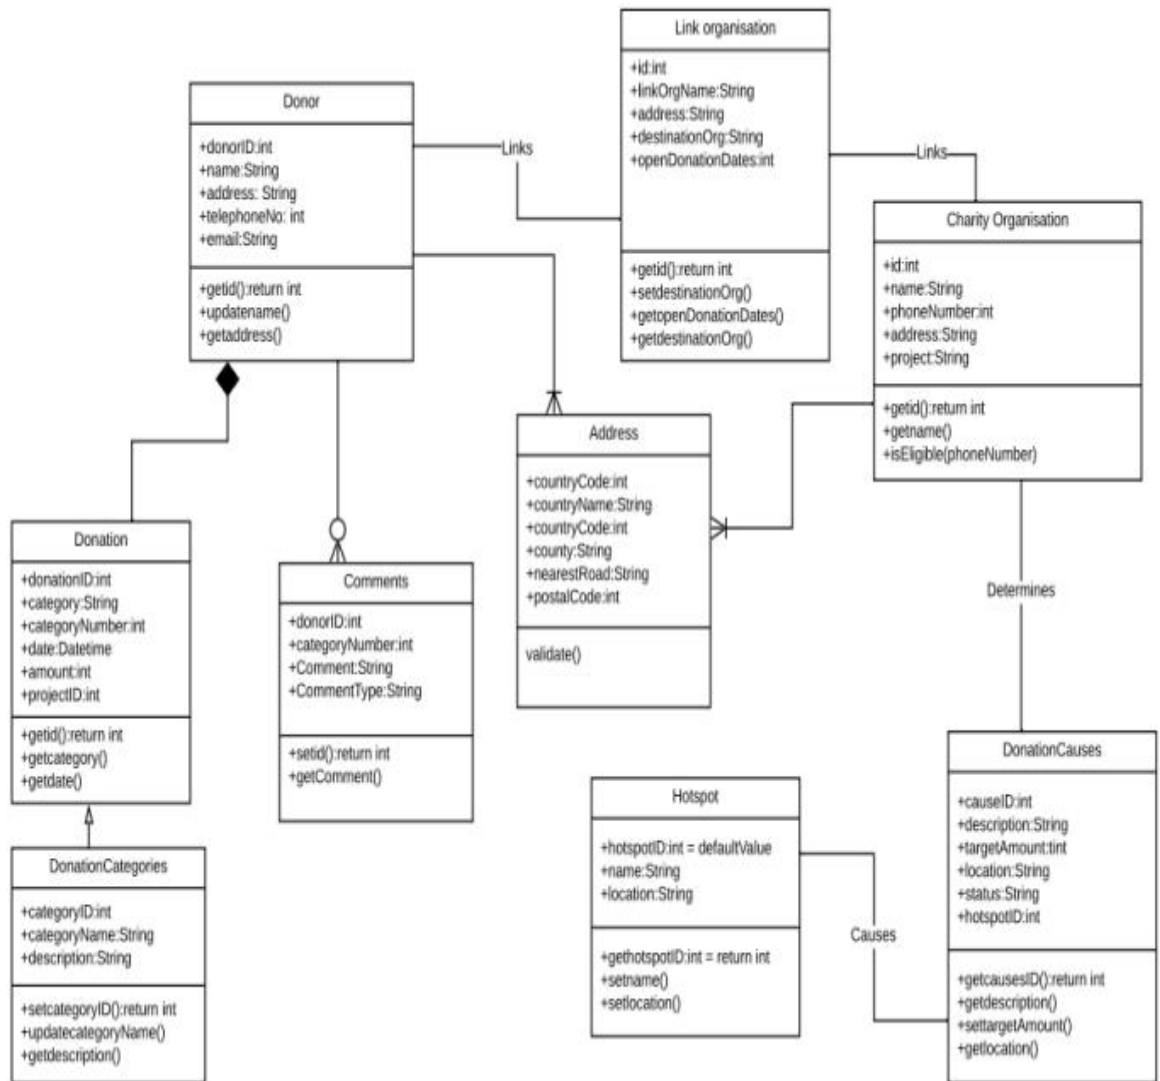 Link organisation
+id:int
+linkOrgName:String
+address:String
+destinationOrg:String
+openDonationDates:int
+getid():return int
+setdestinationOrg()
+getopenDonationDates()
+getdestinationOrg()
Donor
+donorID:int
+name:String
+address: String
+telephoneNo: int
+email:String
+getid():return int
+updatename()
+getaddress()
Links
Links
Charity Organisation
+id:int
+name:String
+phoneNumber:int
+address:String
+project:String
+getid():return int
+getname()
+isEligible(phoneNumber)
Address
+countryCode:int
+countryName:String
+countryCode:int
+county:String
+nearestRoad:String
+postalCode:int
validate()
Donation
+donationID:int
+category:String
+categoryNumber:int
+date:Datetime
+amount:int
+projectID:int
+getid():return int
+getcategory()
+getdate()
Comments
+donorID:int
+categoryNumber:int
+Comment:String
+CommentType:String
+setid():return int
+getComment()
Determines
DonationCauses
+causeID:int
+description:String
+targetAmount:tint
+location:String
+status:String
+hotspotID:int
+getcausesID():return int
+getdescription()
+settargetAmount()
+getlocation()
Hotspot
+hotspotID:int = defaultValue
+name:String
+location:String
+gethotspotID:int = return int
+setname()
+setlocation()
Causes
DonationCategories
+categoryID:int
+categoryName:String
+description:String
+setcategoryID():return int
+updatecategoryName()
+getdescription()